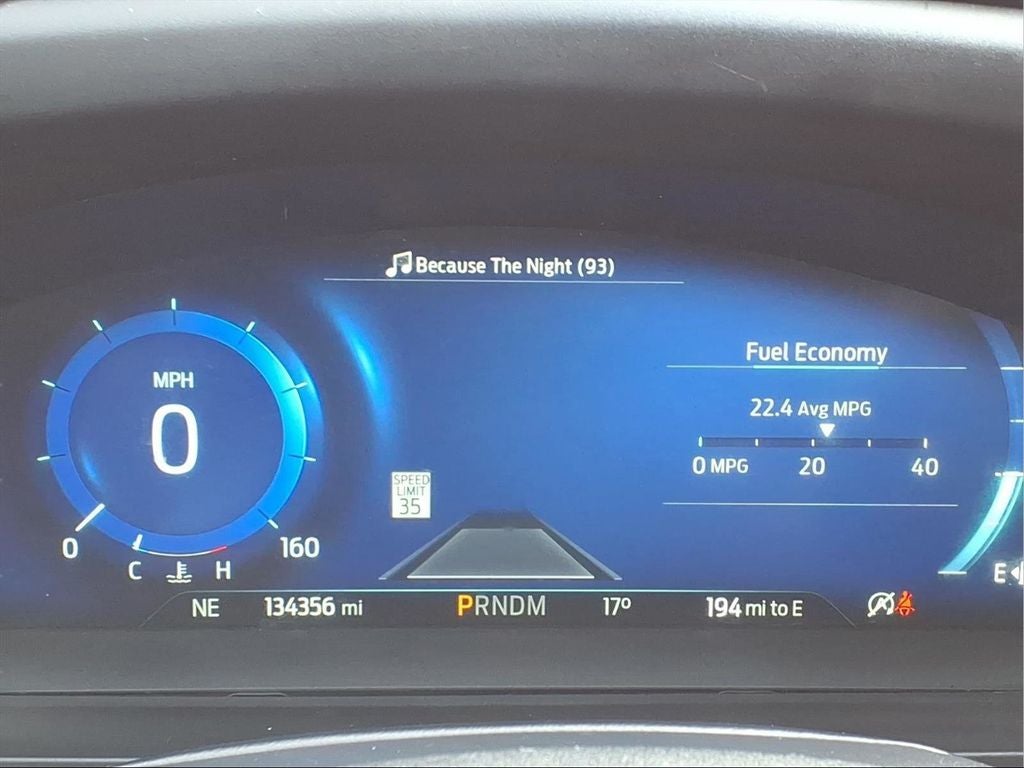 Because The Night (93)
MPH
0
0
160
C
H
SPEED
LIMIT
35
Fuel Economy
22.4 Avg MPG
0 MPG
20
40
E
NE
134356 mi
PRNDM
17º
194 mi to E